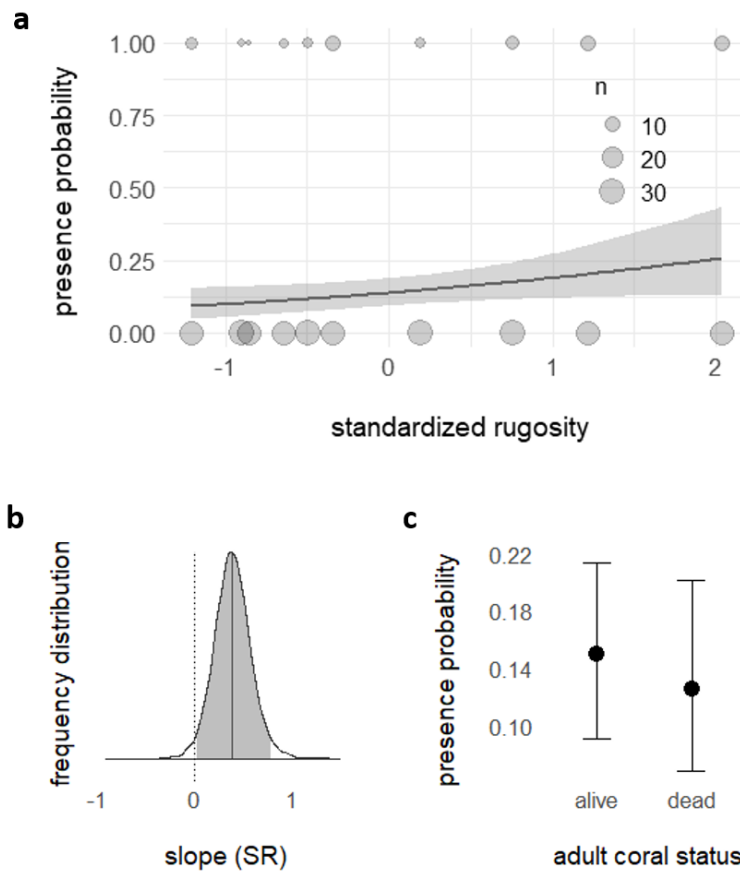 a
presence probability
1.00
0.75
0.50
0.25
0.00
n
10
20
30
-1
0
1
2
standardized rugosity
b
frequency distribution
-1
0
1
slope (SR)
c
presence probability
0.22
0.18
0.14
0.10
alive
dead
adult coral status